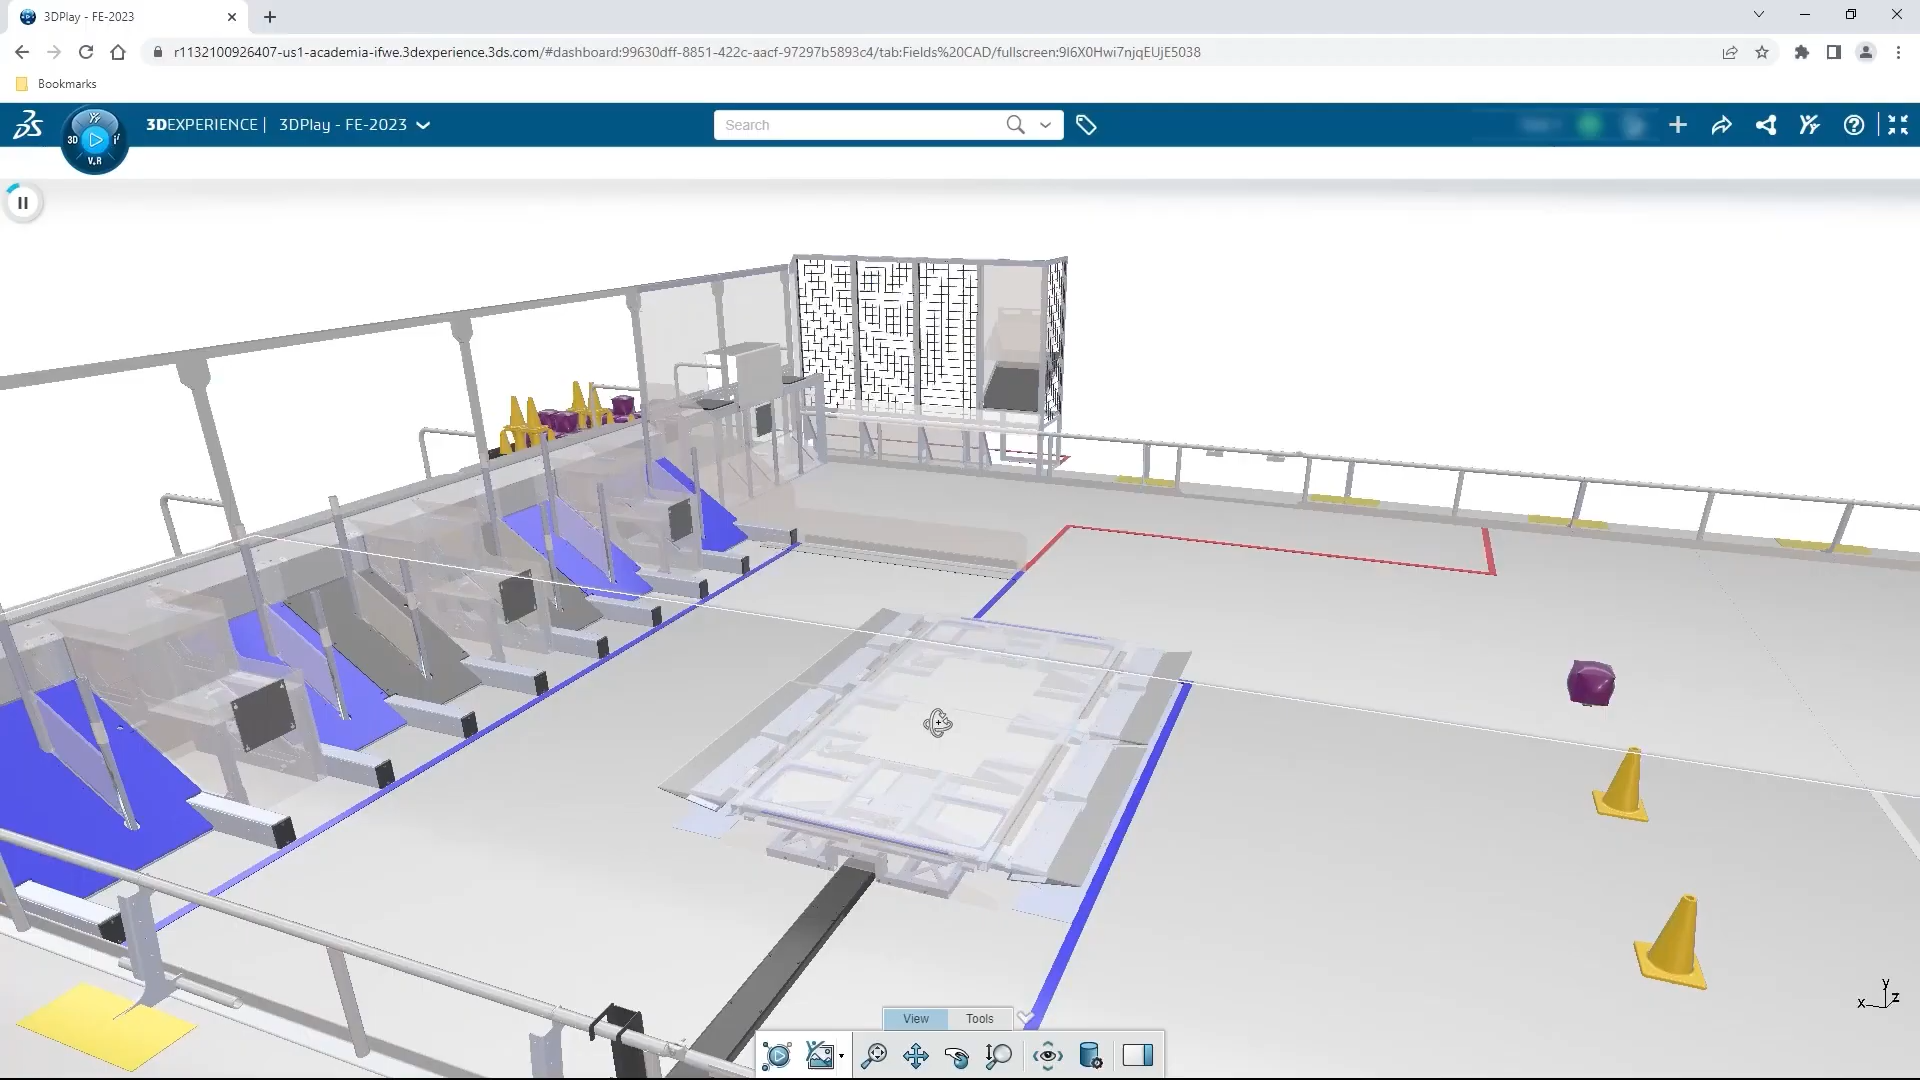 3DPlay - FE-2023
r1132100926407-us1-academia-ifwe.3dexperience.3ds.com/#dashboard:99630dff-8851-422c-aacf-97297b5893c4/tab:Fields%20CAD/fullscreen:9I6X0Hwi7njqEUjE5038
Bookmarks
3DEXPERIENCE | 3DPlay - FE-2023
Search
3D
V.R
View Tools
y
x z